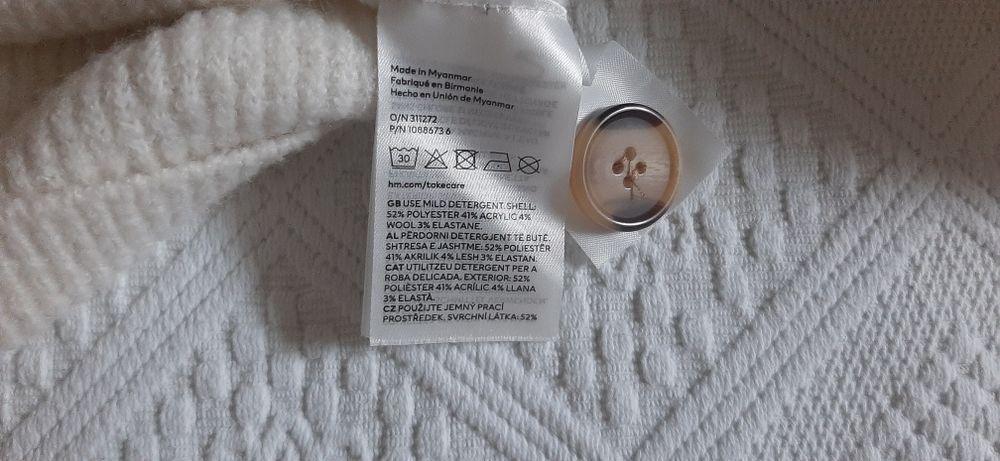 Made in Myanmar
Fabriqué en Birmanie
Hecho en Unión de Myanmar
O/N 311272
P/N 1088673 6
30
hm.com/takecare
GB USE MILD DETERGENT. SHELL:
52% POLYESTER 41% ACRYLIC 4%
WOOL 3% ELASTANE.
AL PËRDORNI DETERGJENT TË BUTË.
SHTRESA E JASHTME: 52% POLIESTËR
41% AKRILIK 4% LESH 3% ELASTAN.
CAT UTILITZEU DETERGENT PER A
ROBA DELICADA. EXTERIOR: 52%
POLIÈSTER 41% ACRÍLIC 4% LLANA
3% ELASTÀ.
CZ POUŽIJTE JEMNÝ PRACÍ
PROSTŘEDEK. SVRCHNÍ LÁTKA: 52%